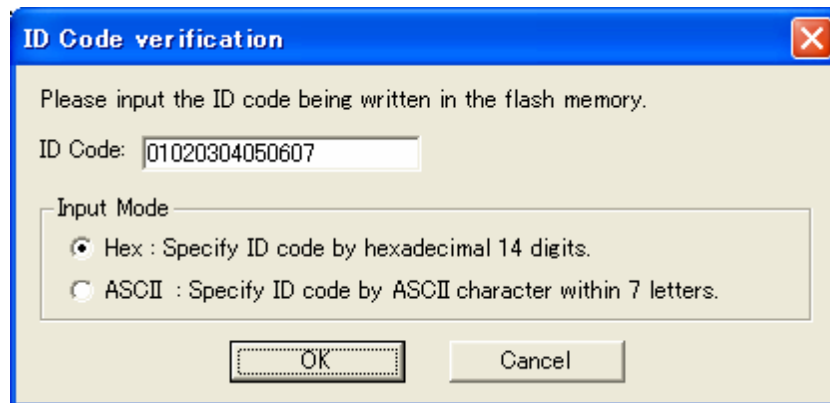 ID Code verification
Please input the ID code being written in the flash memory.
ID Code: 01020304050607
Input Mode
Hex : Specify ID code by hexadecimal 14 digits.
ASCII : Specify ID code by ASCII character within 7 letters.
OK Cancel